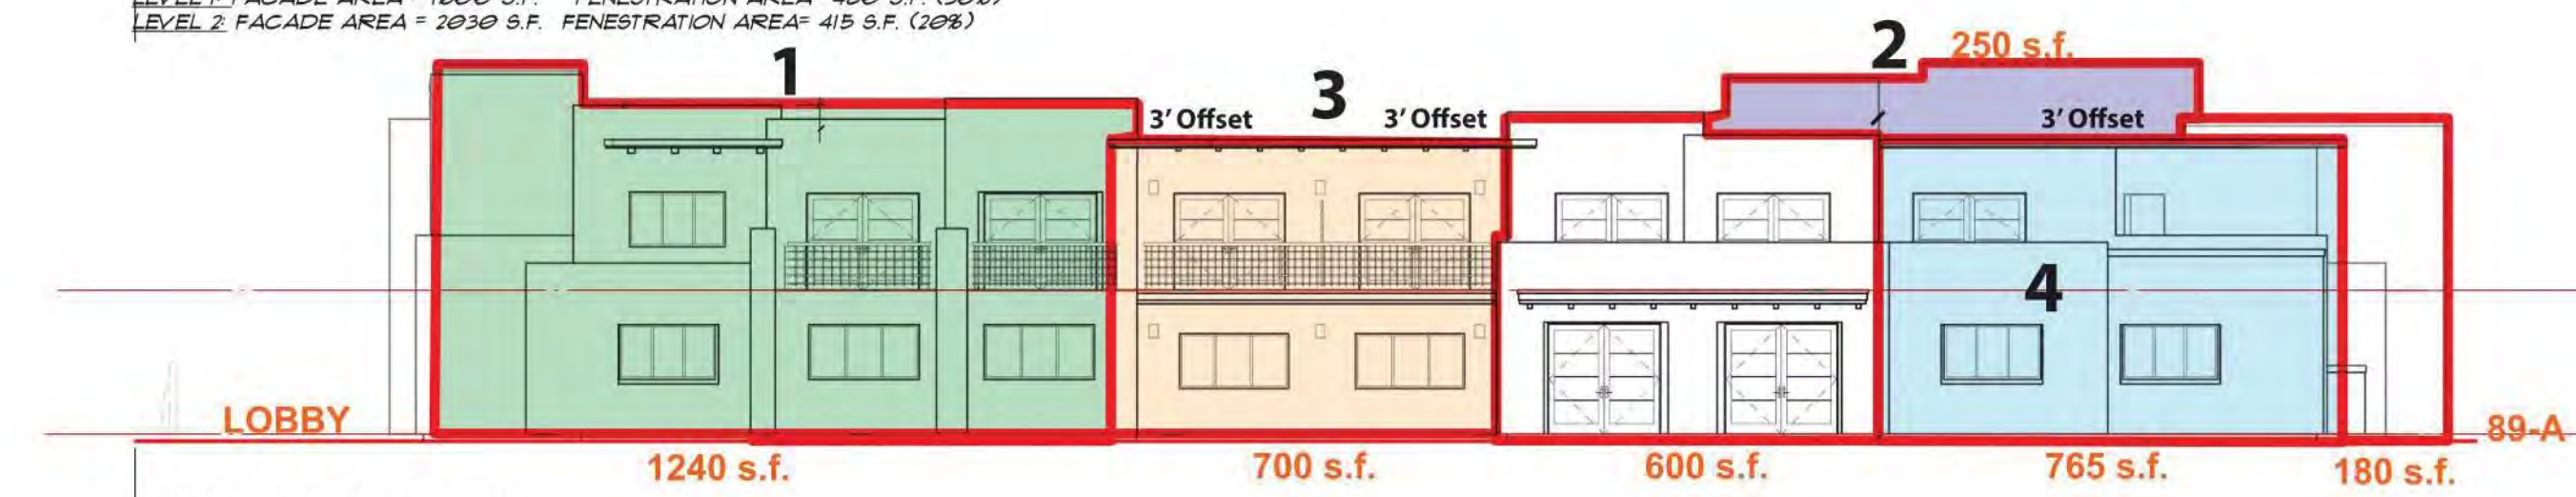 LEVEL 2: FACADE AREA = 2030 S.F. FENESTRATION AREA= 415 S.F. (20%)
1
2
250 s.f.
3
3' Offset
3' Offset
3' Offset
4
LOBBY
89-A
1240 s.f.
700 s.f.
600 s.f.
765 s.f.
180 s.f.